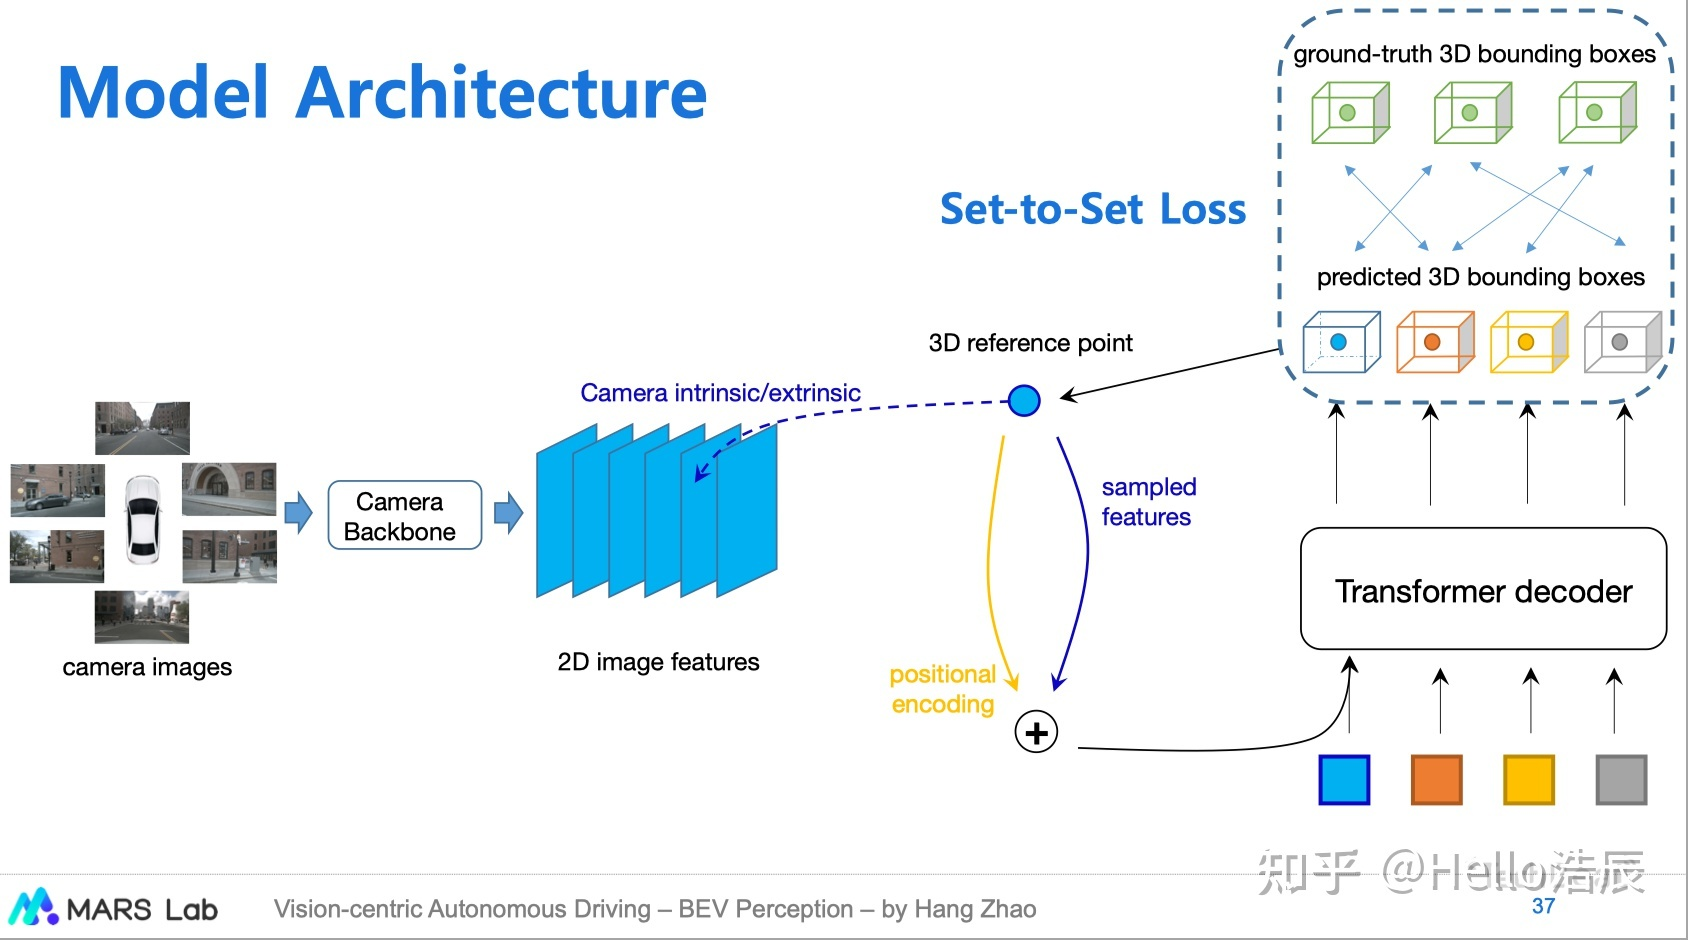 Model Architecture
ground-truth 3D bounding boxes
Set-to-Set Loss
predicted 3D bounding boxes
3D reference point
Camera intrinsic/extrinsic
Camera
Backbone
sampled
features
Transformer decoder
camera images
2D image features
positional
encoding
+
知乎 @Hello浩辰
MARS Lab
Vision-centric Autonomous Driving – BEV Perception – by Hang Zhao
37